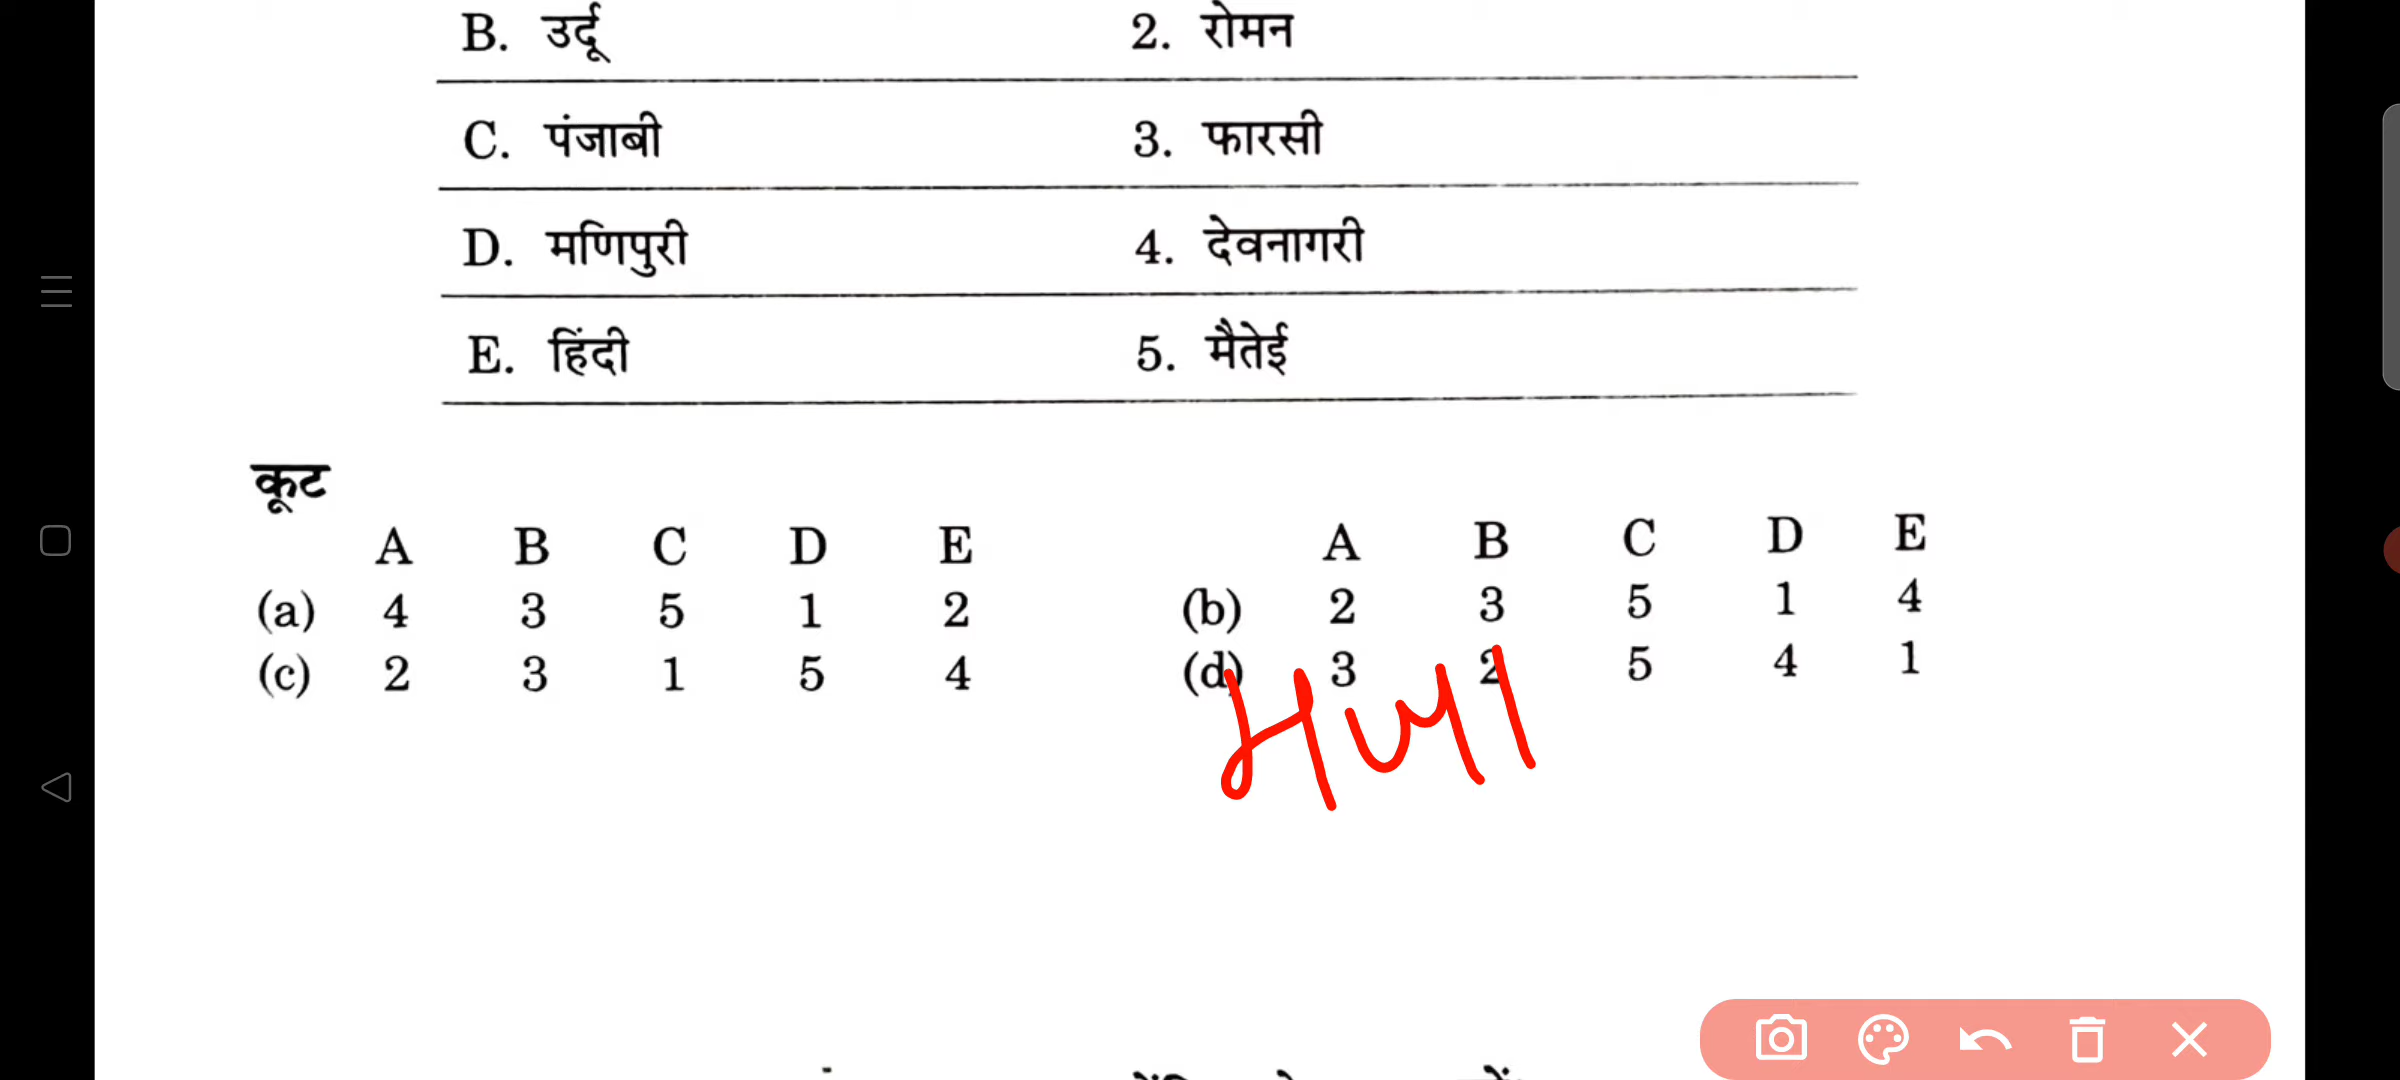 B. उर्दू 2. रोमन
C. पंजाबी 3. फारसी
D. मणिपुरी 4. देवनागरी
E. हिंदी 5. मैतेई
कूट
A B C D E A B C D E
(a) 4 3 5 1 2 (b) 2 3 5 1 4
(c) 2 3 1 5 4 (d) 3 2 5 4 1